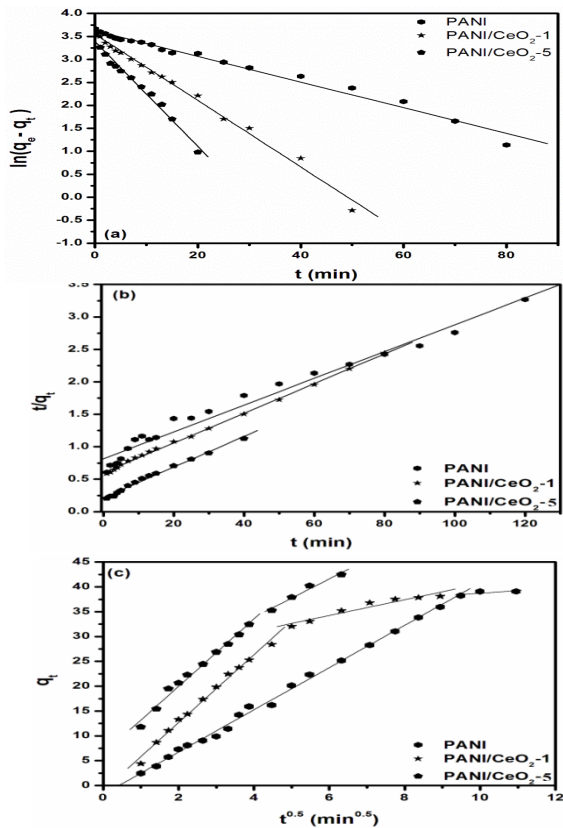 4.0
3.5
3.0
2.5
2.0
1.5
1.0
0.5
0.0
-0.5
-1.0
ln(qe - qt)
PANI
PANI/CeO2-1
PANI/CeO2-5
(a)
0 20 40 60 80
t (min)
3.5
3.0
2.5
2.0
1.5
1.0
0.5
0.0
t/qt
(b)
PANI
PANI/CeO2-1
PANI/CeO2-5
0 20 40 60 80 100 120
t (min)
45
40
35
30
25
20
15
10
5
0
qt
(c)
PANI
PANI/CeO2-1
PANI/CeO2-5
0 2 4 6 8 10 12
t0.5 (min0.5)